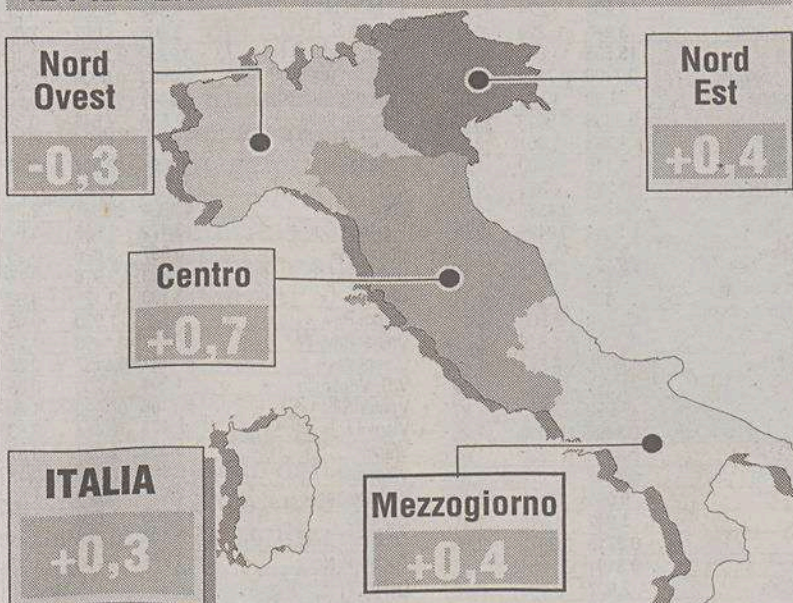 Nord
Ovest
-0,3
Nord
Est
+0,4
Centro
+0,7
ITALIA
+0,3
Mezzogiorno
+0,4